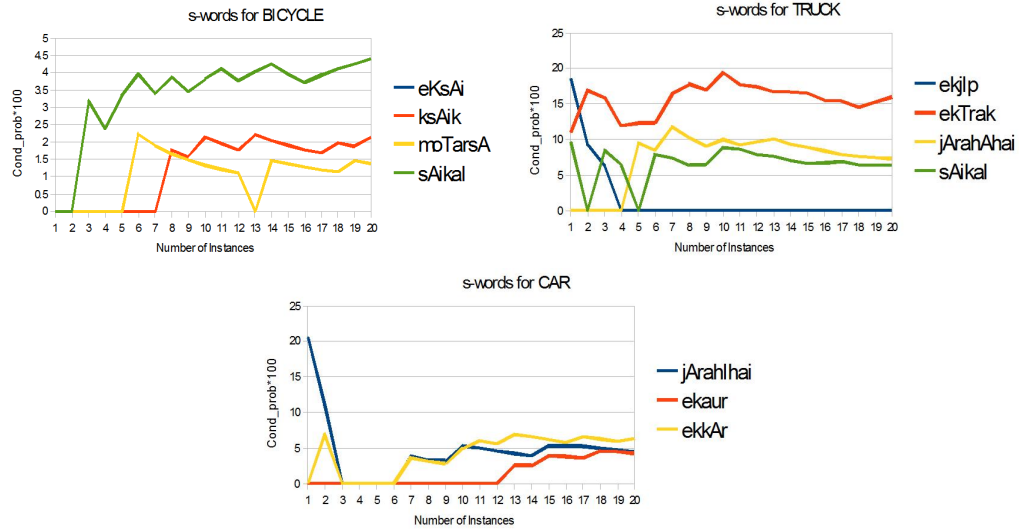 s-words for BICYCLE
Cond_prob*100
5
4.5
4
3.5
3
2.5
2
1.5
1
0.5
0
1 2 3 4 5 6 7 8 9 10 11 12 13 14 15 16 17 18 19 20
Number of Instances
eKsAi
ksAik
moTarsA
sAikal
s-words for TRUCK
Cond_prob*100
25
20
15
10
5
0
1 2 3 4 5 6 7 8 9 10 11 12 13 14 15 16 17 18 19 20
Number of Instances
ekjIp
ekTrak
jArahAhai
sAikal
s-words for CAR
Cond_prob*100
25
20
15
10
5
0
1 2 3 4 5 6 7 8 9 10 11 12 13 14 15 16 17 18 19 20
Number of Instances
jArahIhai
ekaur
ekkAr